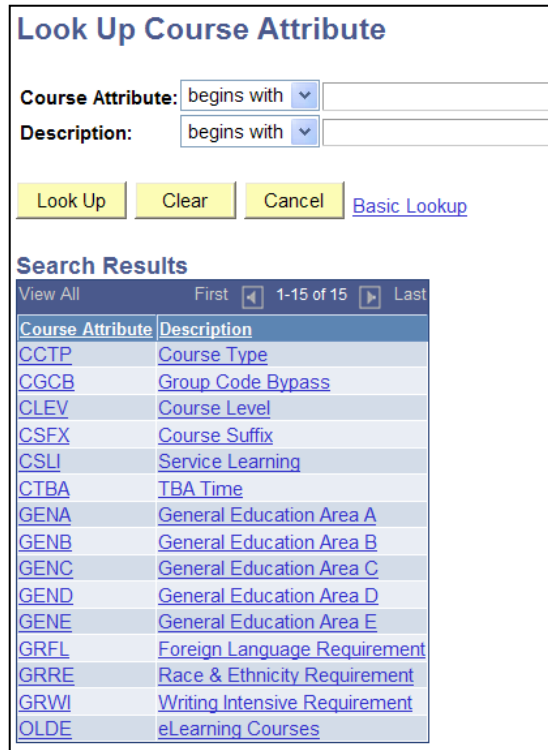 Look Up Course Attribute
Course Attribute: begins with
Description: begins with
Look Up Clear Cancel Basic Lookup
Search Results
View All First 1-15 of 15 Last
Course Attribute Description
CCTP Course Type
CGCB Group Code Bypass
CLEV Course Level
CSFX Course Suffix
CSLI Service Learning
CTBA TBA Time
GENA General Education Area A
GENB General Education Area B
GENC General Education Area C
GEND General Education Area D
GENE General Education Area E
GRFL Foreign Language Requirement
GRRE Race & Ethnicity Requirement
GRWI Writing Intensive Requirement
OLDE eLearning Courses